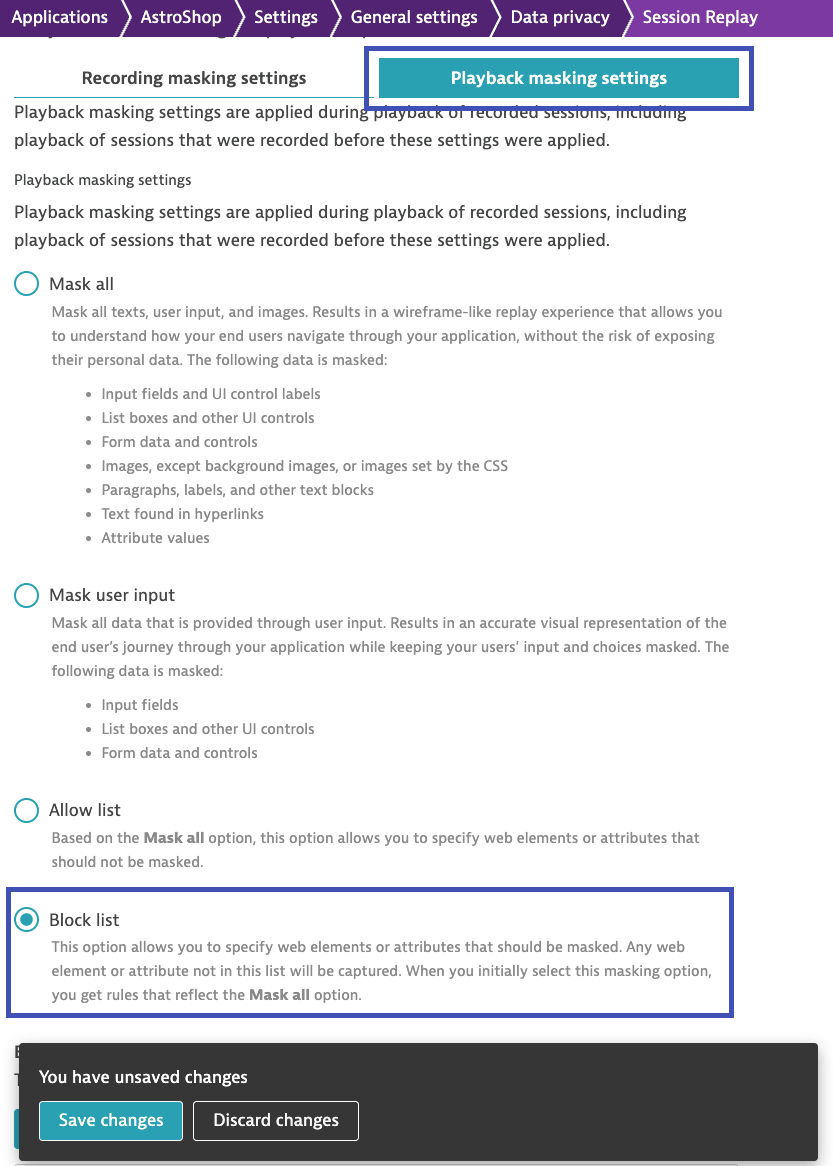 Applications AstroShop Settings General settings Data privacy Session Replay
Recording masking settings Playback masking settings
Playback masking settings are applied during playback of recorded sessions, including
playback of sessions that were recorded before these settings were applied.
Playback masking settings
Playback masking settings are applied during playback of recorded sessions, including
playback of sessions that were recorded before these settings were applied.
Mask all
Mask all texts, user input, and images. Results in a wireframe-like replay experience that allows you
to understand how your end users navigate through your application, without the risk of exposing
their personal data. The following data is masked:
• Input fields and UI control labels
• List boxes and other UI controls
• Form data and controls
• Images, except background images, or images set by the CSS
• Paragraphs, labels, and other text blocks
• Text found in hyperlinks
• Attribute values
Mask user input
Mask all data that is provided through user input. Results in an accurate visual representation of the
end user's journey through your application while keeping your users' input and choices masked. The
following data is masked:
• Input fields
• List boxes and other UI controls
• Form data and controls
Allow list
Based on the Mask all option, this option allows you to specify web elements or attributes that
should not be masked.
Block list
This option allows you to specify web elements or attributes that should be masked. Any web
element or attribute not in this list will be captured. When you initially select this masking option,
you get rules that reflect the Mask all option.
You have unsaved changes
Save changes Discard changes